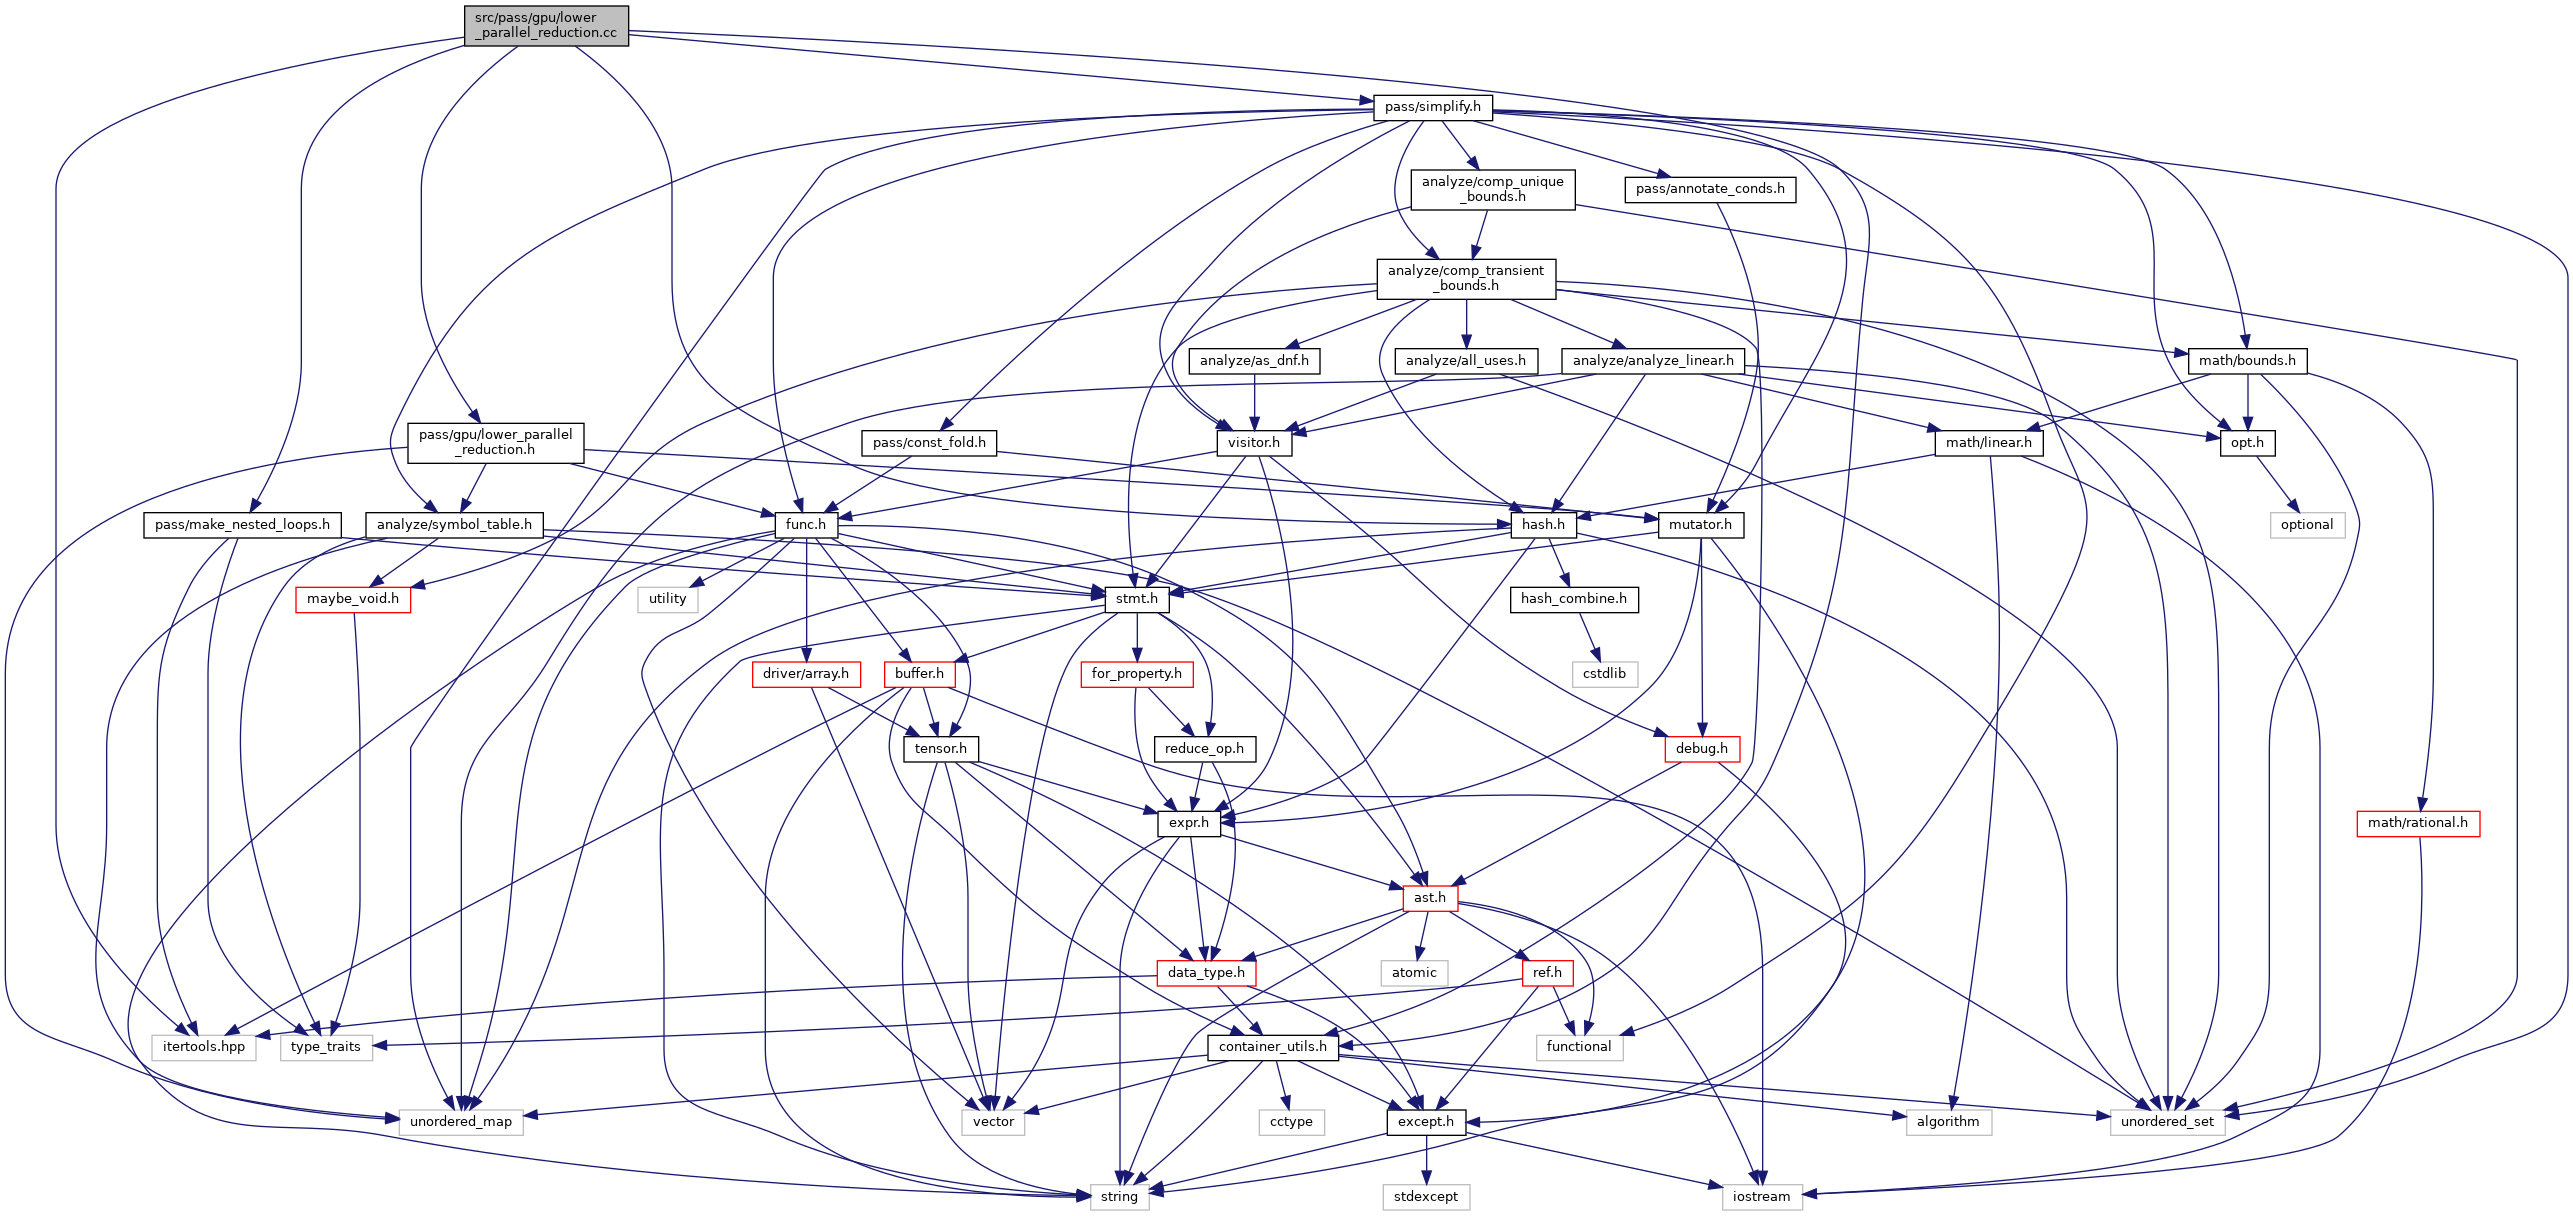 src/pass/gpu/lower
_parallel_reduction.cc
pass/simplify.h
analyze/comp_unique
_bounds.h
pass/annotate_conds.h
analyze/comp_transient
_bounds.h
analyze/as_dnf.h
analyze/all_uses.h
analyze/analyze_linear.h
math/bounds.h
pass/gpu/lower_parallel
_reduction.h
pass/const_fold.h
visitor.h
math/linear.h
opt.h
pass/make_nested_loops.h
analyze/symbol_table.h
func.h
hash.h
mutator.h
optional
maybe_void.h
utility
stmt.h
hash_combine.h
driver/array.h
buffer.h
for_property.h
cstdlib
tensor.h
reduce_op.h
debug.h
expr.h
math/rational.h
ast.h
data_type.h
atomic
ref.h
itertools.hpp
type_traits
container_utils.h
functional
unordered_map
vector
cctype
except.h
algorithm
unordered_set
string
stdexcept
iostream